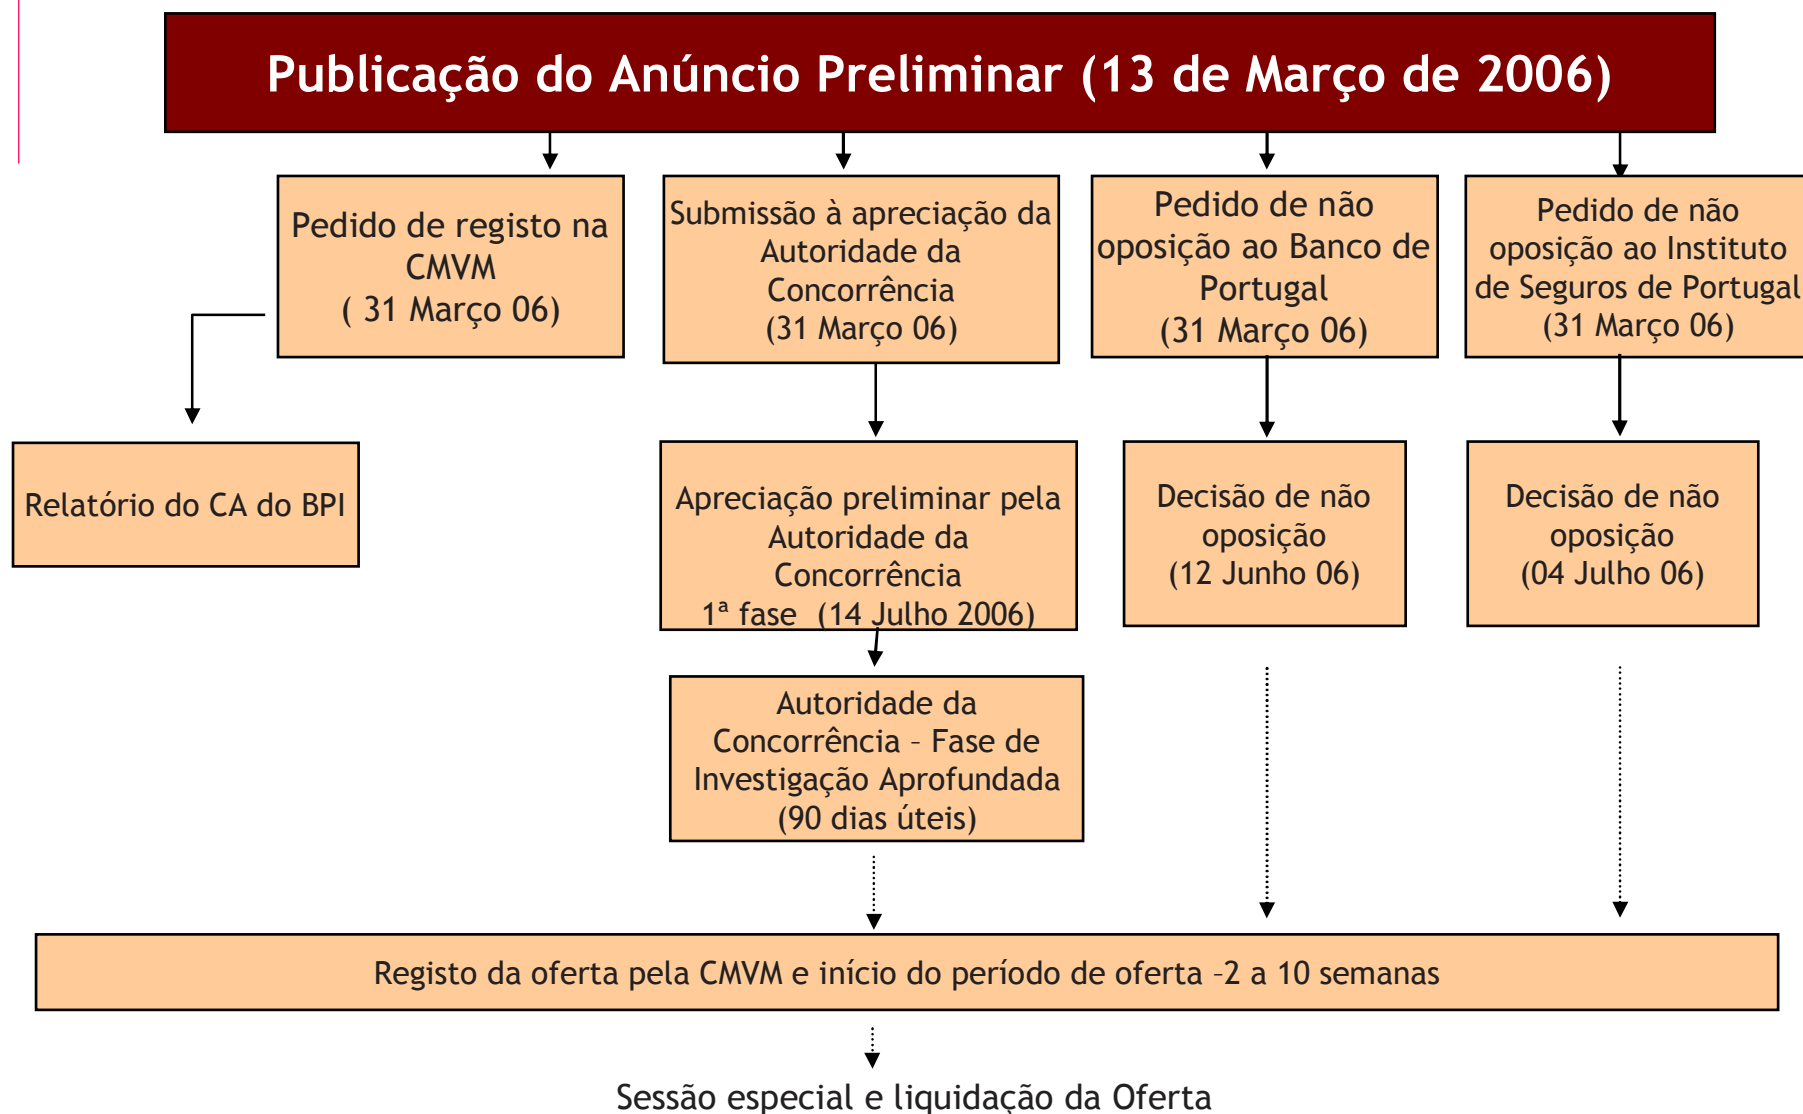 Publicação do Anúncio Preliminar (13 de Março de 2006)
Pedido de registo na
CMVM
( 31 Março 06)
Submissão à apreciação da
Autoridade da
Concorrência
(31 Março 06)
Pedido de não
oposição ao Banco de
Portugal
(31 Março 06)
Pedido de não
oposição ao Instituto
de Seguros de Portugal
(31 Março 06)
Relatório do CA do BPI
Apreciação preliminar pela
Autoridade da
Concorrência
1ª fase (14 Julho 2006)
Decisão de não
oposição
(12 Junho 06)
Decisão de não
oposição
(04 Julho 06)
Autoridade da
Concorrência – Fase de
Investigação Aprofundada
(90 dias úteis)
Registo da oferta pela CMVM e início do período de oferta –2 a 10 semanas
Sessão especial e liquidação da Oferta